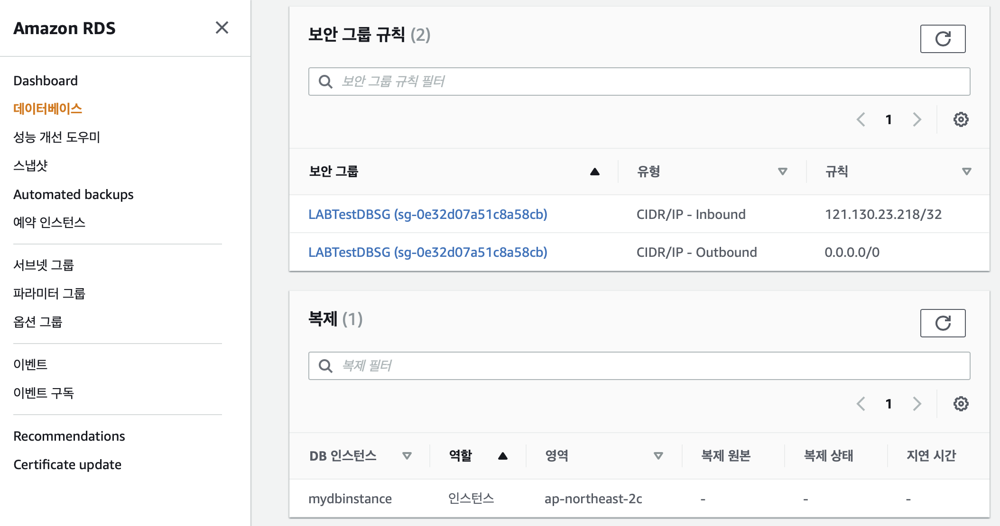 Amazon RDS
Dashboard
데이터베이스
성능 개선 도우미
스냅샷
Automated backups
예약 인스턴스
서브넷 그룹
파라미터 그룹
옵션 그룹
이벤트
이벤트 구독
Recommendations
Certificate update
보안 그룹 규칙 (2)
보안 그룹 규칙 필터
1
보안 그룹 유형 규칙
LABTestDBSG (sg-0e32d07a51c8a58cb) CIDR/IP - Inbound 121.130.23.218/32
LABTestDBSG (sg-0e32d07a51c8a58cb) CIDR/IP - Outbound 0.0.0.0/0
복제 (1)
복제 필터
1
DB 인스턴스 역할 영역 복제 원본 복제 상태 지연 시간
mydbinstance 인스턴스 ap-northeast-2c - - -